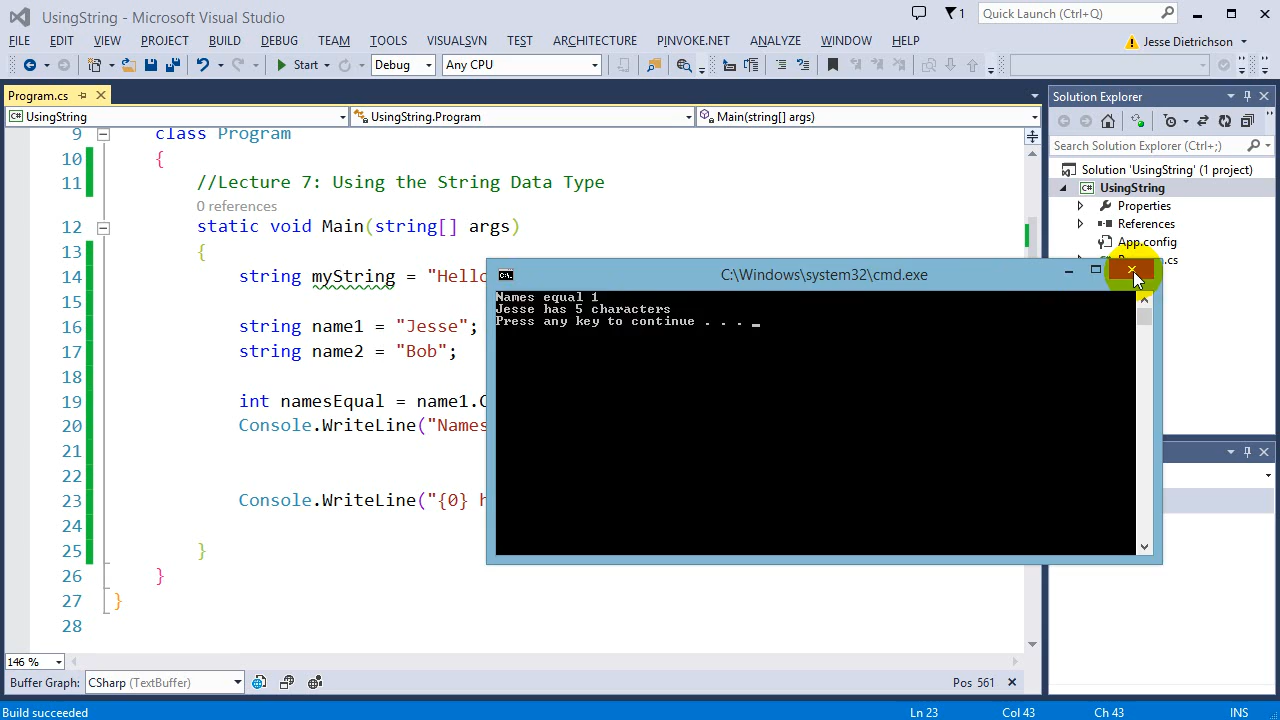 UsingString - Microsoft Visual Studio
1
Quick Launch (Ctrl+Q)
FILE EDIT VIEW PROJECT BUILD DEBUG TEAM TOOLS VISUALSVN TEST ARCHITECTURE PINVOKE.NET ANALYZE WINDOW HELP
Jesse Dietrichson
Start Debug Any CPU
Program.cs
UsingString
UsingString.Program
Main(string[] args)
9 class Program
10 {
11 //Lecture 7: Using the String Data Type
0 references
12 static void Main(string[] args)
13 {
14 string myString = "Hello
15
16 string name1 = "Jesse";
17 string name2 = "Bob";
18
19 int namesEqual = name1.C
20 Console.WriteLine("Names
21
22
23 Console.WriteLine("{0} h
24
25 }
26 }
27 }
28
C:\Windows\system32\cmd.exe
Names equal 1
Jesse has 5 characters
Press any key to continue . . . _
Solution Explorer
Search Solution Explorer (Ctrl+;)
Solution 'UsingString' (1 project)
UsingString
Properties
References
App.config
146 %
Buffer Graph: CSharp (TextBuffer)
Pos 561
Build succeeded
Ln 23
Col 43
Ch 43
INS